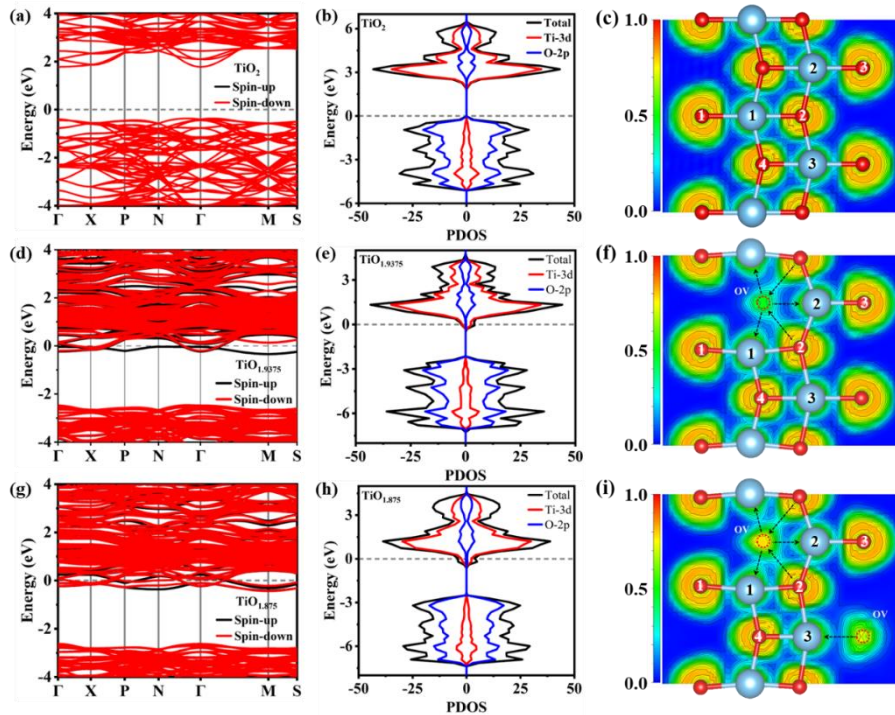 (a)
4
2
0
-2
-4
Energy (eV)
TiO2
Spin-up
Spin-down
Γ X P N Γ M S
(b)
6
3
0
-3
-6
Energy (eV)
TiO2
Total
Ti-3d
O-2p
-50 -25 0 25 50
PDOS
(c)
1.0
0.5
0.0
2
3
1
1
2
4
3
(d)
4
2
0
-2
-4
Energy (eV)
Spin-up
TiO1.9375
Spin-down
Γ X P N Γ M S
(e)
3
0
-3
-6
Energy (eV)
TiO1.9375
Total
Ti-3d
O-2p
-50 -25 0 25 50
PDOS
(f)
1.0
0.5
0.0
OV
2
3
1
1
2
4
3
(g)
4
2
0
-2
-4
Energy (eV)
TiO1.875
Spin-up
Spin-down
Γ X P N Γ M S
(h)
3
0
-3
-6
Energy (eV)
TiO1.875
Total
Ti-3d
O-2p
-50 -25 0 25 50
PDOS
(i)
1.0
0.5
0.0
OV
2
3
1
1
2
OV
4
3